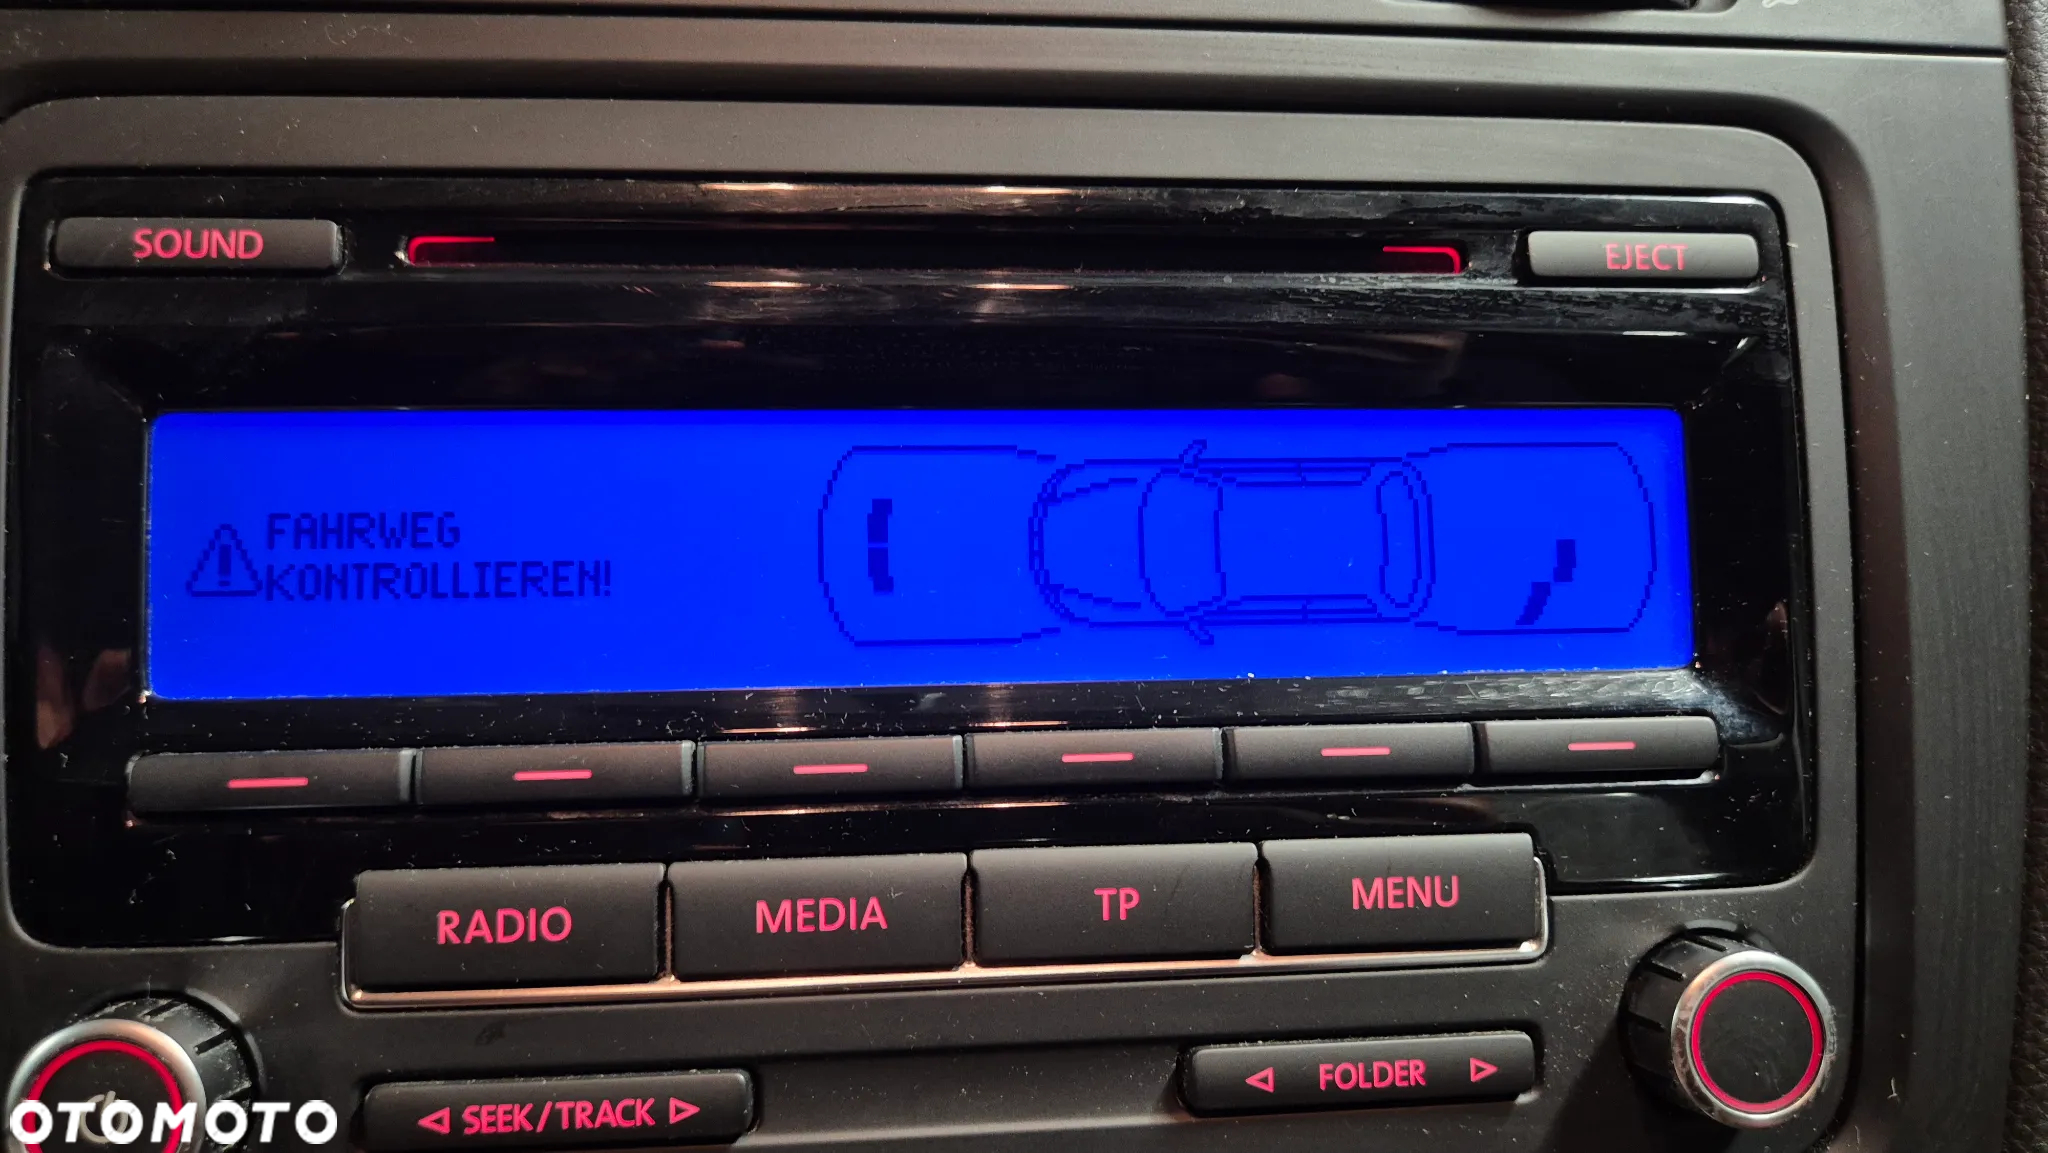 SOUND
EJECT
FAHRWEG
KONTROLLIEREN!
RADIO
MEDIA
TP
MENU
SEEK/TRACK
FOLDER
OTOMOTO